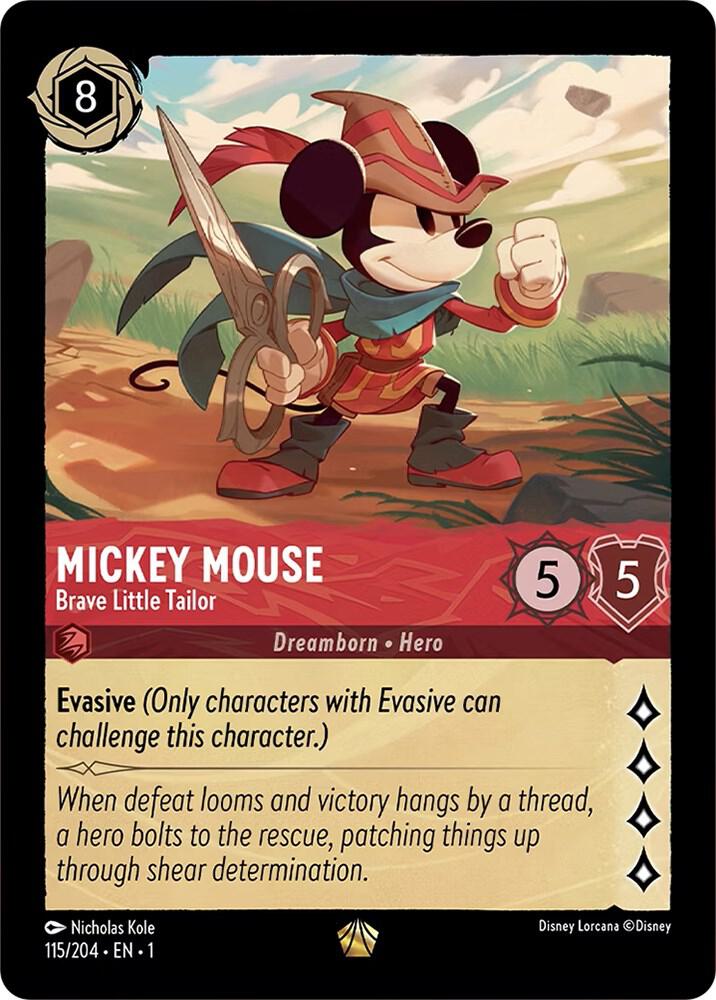 8
MICKEY MOUSE
Brave Little Tailor
5
5
Dreamborn • Hero
Evasive (Only characters with Evasive can
challenge this character.)
When defeat looms and victory hangs by a thread,
a hero bolts to the rescue, patching things up
through shear determination.
Nicholas Kole
115/204 • EN • 1
Disney Lorcana ©Disney